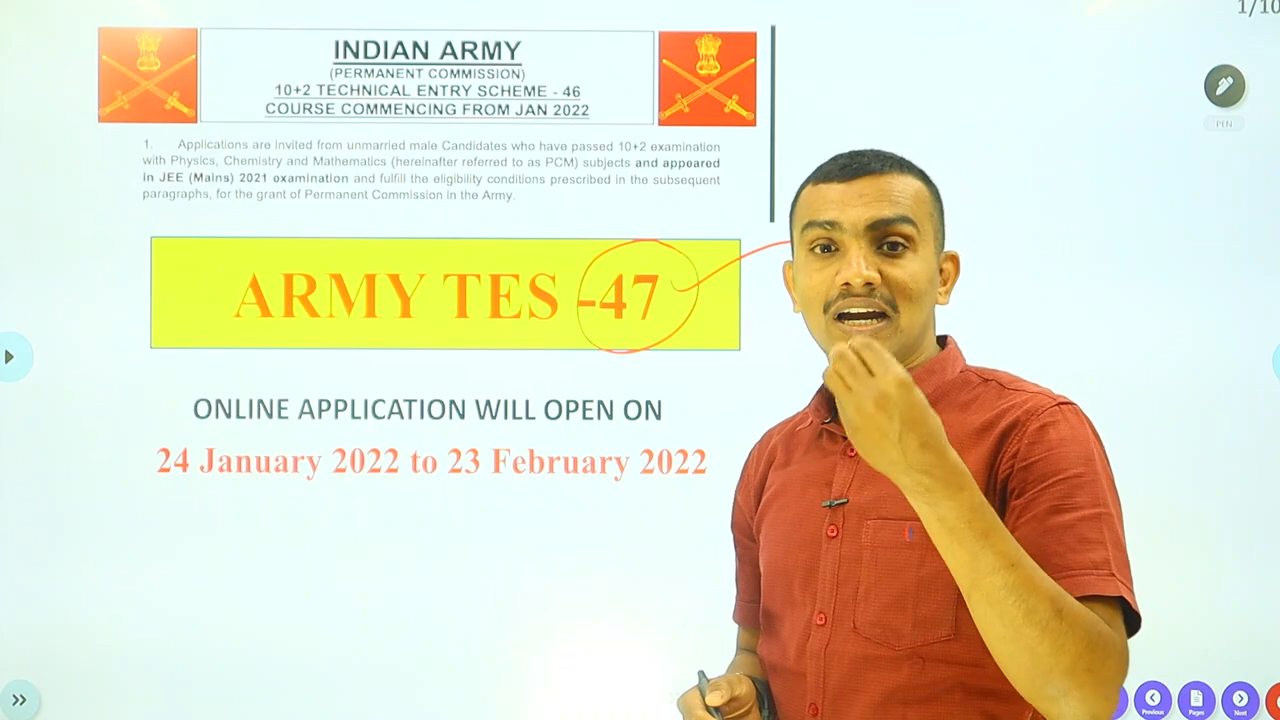 1/10
INDIAN ARMY
(PERMANENT COMMISSION)
10+2 TECHNICAL ENTRY SCHEME - 46
COURSE COMMENCING FROM JAN 2022
PEN
1. Applications are invited from unmarried male Candidates who have passed 10+2 examination
with Physics, Chemistry and Mathematics (hereinafter referred to as PCM) subjects and appeared
in JEE (Mains) 2021 examination and fulfill the eligibility conditions prescribed in the subsequent
paragraphs, for the grant of Permanent Commission in the Army.
ARMY TES -47
ONLINE APPLICATION WILL OPEN ON
24 January 2022 to 23 February 2022
Previous
Pages
Next